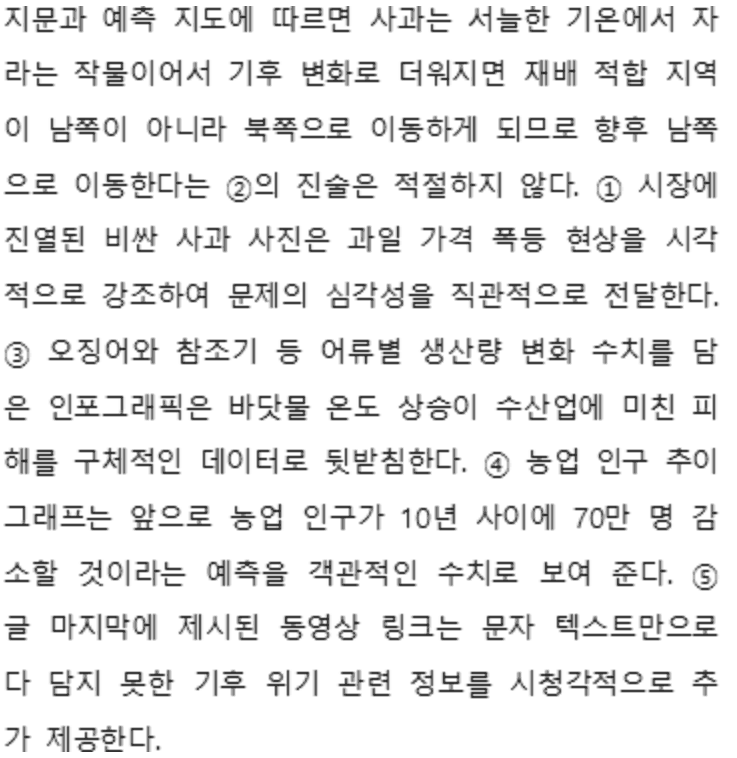 지문과 예측 지도에 따르면 사과는 서늘한 기온에서 자
라는 작물이어서 기후 변화로 더워지면 재배 적합 지역
이 남쪽이 아니라 북쪽으로 이동하게 되므로 향후 남쪽
으로 이동한다는 ②의 진술은 적절하지 않다. ① 시장에
진열된 비싼 사과 사진은 과일 가격 폭등 현상을 시각
적으로 강조하여 문제의 심각성을 직관적으로 전달한다.
③ 오징어와 참조기 등 어류별 생산량 변화 수치를 담
은 인포그래픽은 바닷물 온도 상승이 수산업에 미친 피
해를 구체적인 데이터로 뒷받침한다. ④ 농업 인구 추이
그래프는 앞으로 농업 인구가 10년 사이에 70만 명 감
소할 것이라는 예측을 객관적인 수치로 보여 준다. ⑤
글 마지막에 제시된 동영상 링크는 문자 텍스트만으로
다 담지 못한 기후 위기 관련 정보를 시청각적으로 추
가 제공한다.